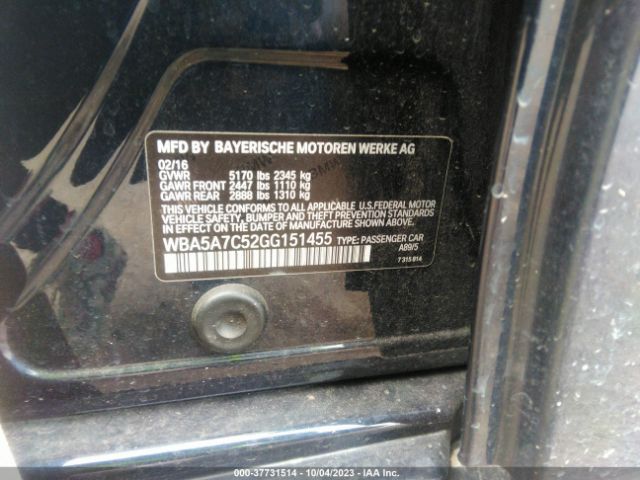 MFD BY BAYERISCHE MOTOREN WERKE AG
02/16
GVWR 5170 lbs 2345 kg
GAWR FRONT 2447 lbs 1110 kg
GAWR REAR 2888 lbs 1310 kg
THIS VEHICLE CONFORMS TO ALL APPLICABLE U.S.FEDERAL MOTOR
VEHICLE SAFETY, BUMPER AND THEFT PREVENTION STANDARDS
IN EFFECT ON THE DATE OF MANUFACTURE SHOWN ABOVE.
WBA5A7C52GG151455 TYPE: PASSENGER CAR
A89/5
7 315 814
000-37731514 - 10/04/2023 - IAA Inc.